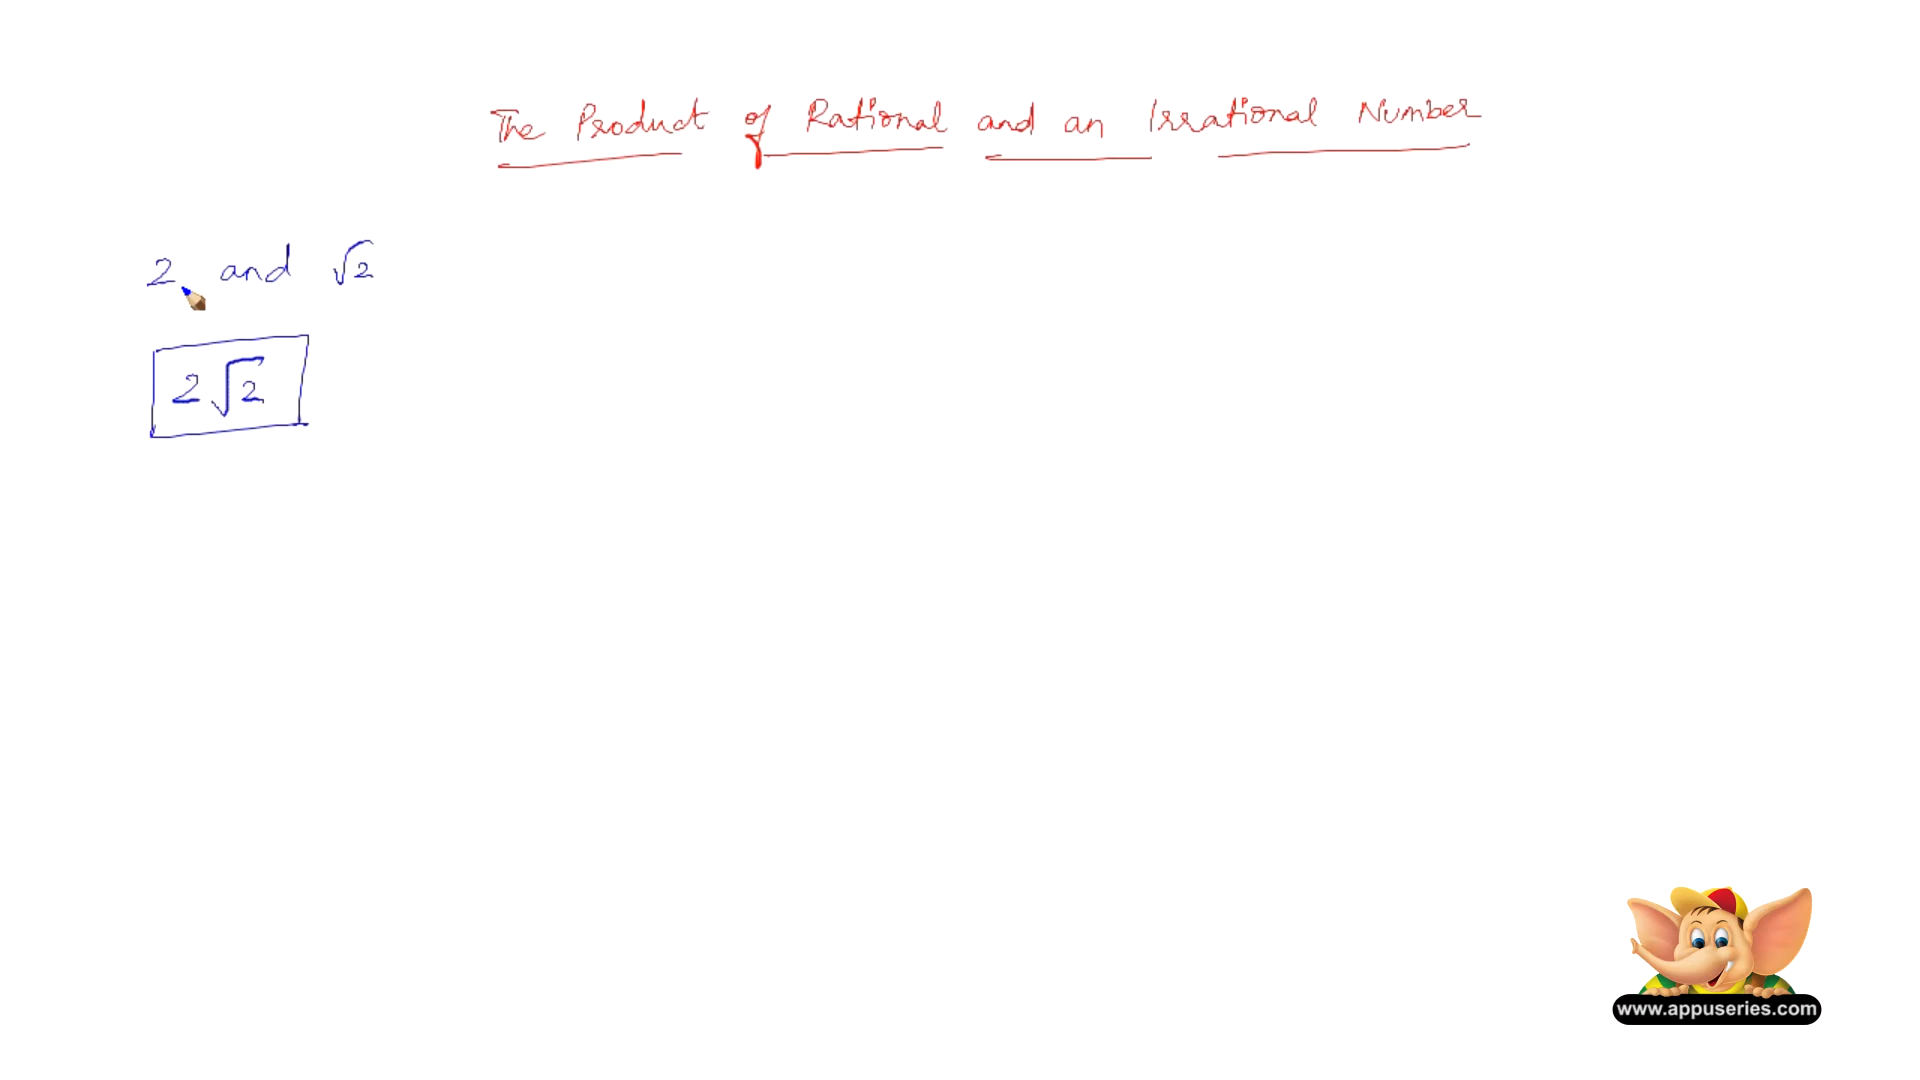 The Product of Rational and an Irrational Number
2 and √2
2√2
www.appuseries.com